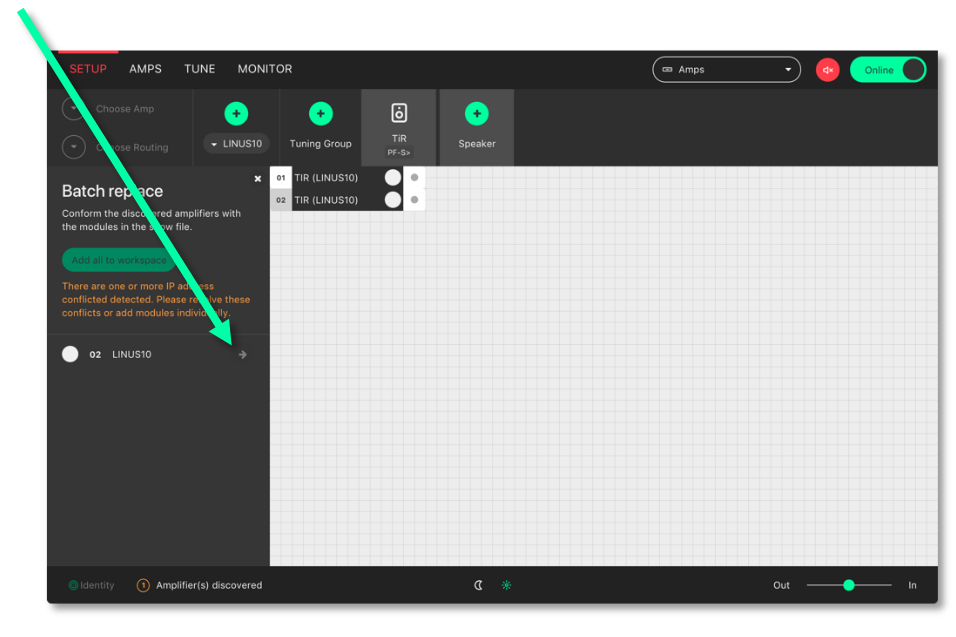 SETUP AMPS TUNE MONITOR
Amps
Online
Choose Amp
Choose Routing
LINUS10
Tuning Group
TiR
PF-S>
Speaker
Batch replace
Conform the discovered amplifiers with
the modules in the show file.
Add all to workspace
There are one or more IP address
conflicted detected. Please resolve these
conflicts or add modules individually.
02 LINUS10
01 TIR (LINUS10)
02 TIR (LINUS10)
Identity
1 Amplifier(s) discovered
Out In